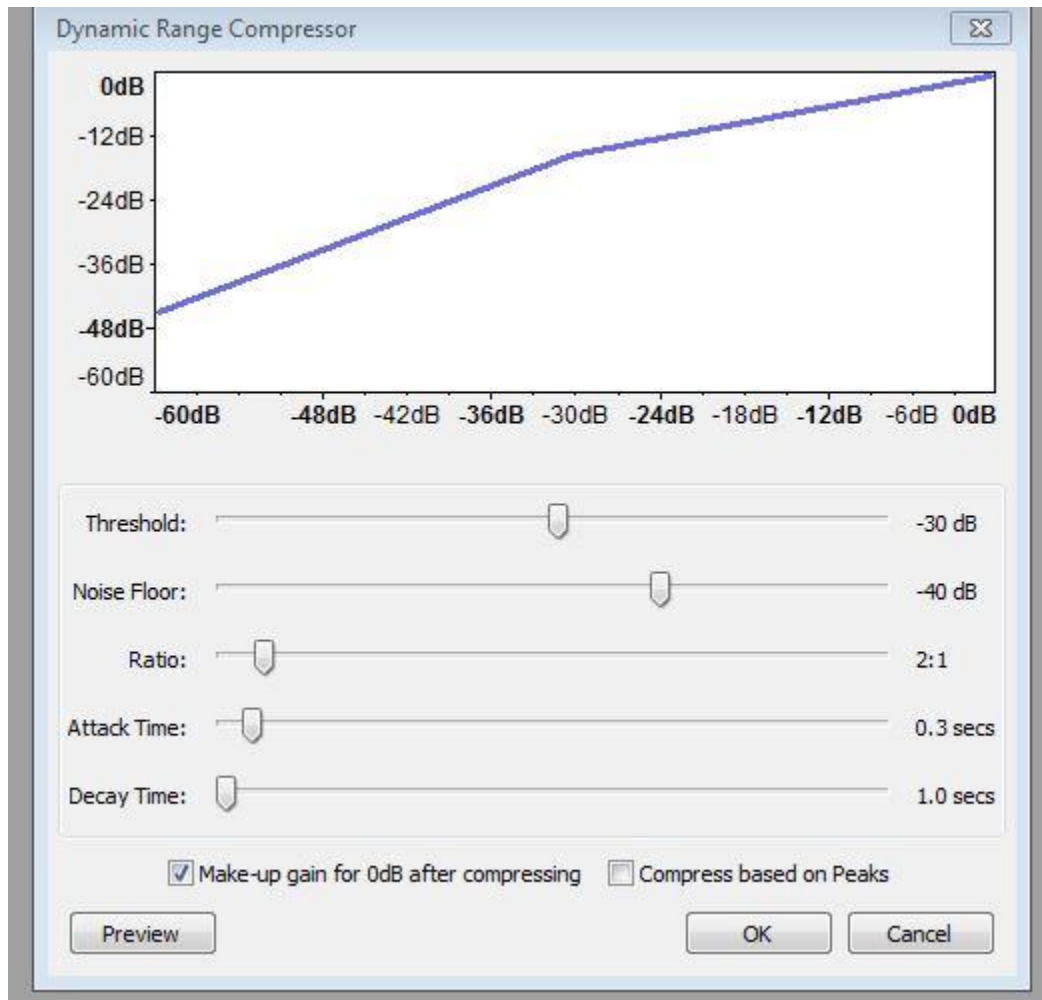 Dynamic Range Compressor
0dB
-12dB
-24dB
-36dB
-48dB
-60dB
-60dB -48dB -42dB -36dB -30dB -24dB -18dB -12dB -6dB 0dB
Threshold: -30 dB
Noise Floor: -40 dB
Ratio: 2:1
Attack Time: 0.3 secs
Decay Time: 1.0 secs
Make-up gain for 0dB after compressing Compress based on Peaks
Preview OK Cancel